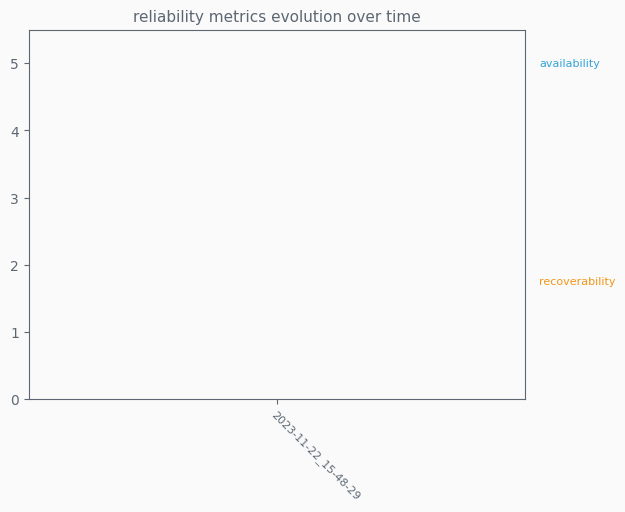 reliability metrics evolution over time
5
4
3
2
1
0
availability
recoverability
2023-11-22_15-48-29